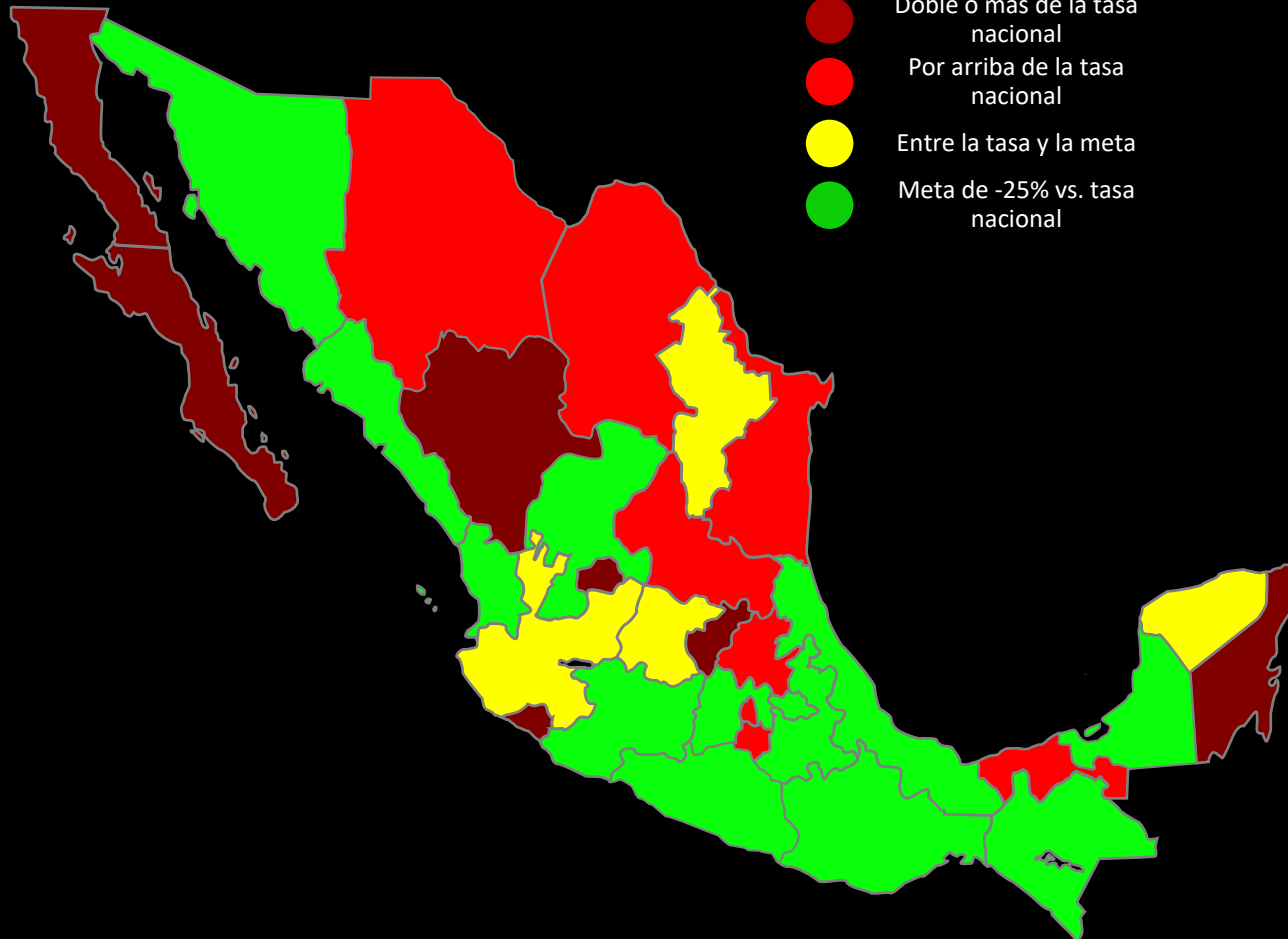 Doble o más de la tasa
nacional
Por arriba de la tasa
nacional
Entre la tasa y la meta
Meta de -25% vs. tasa
nacional